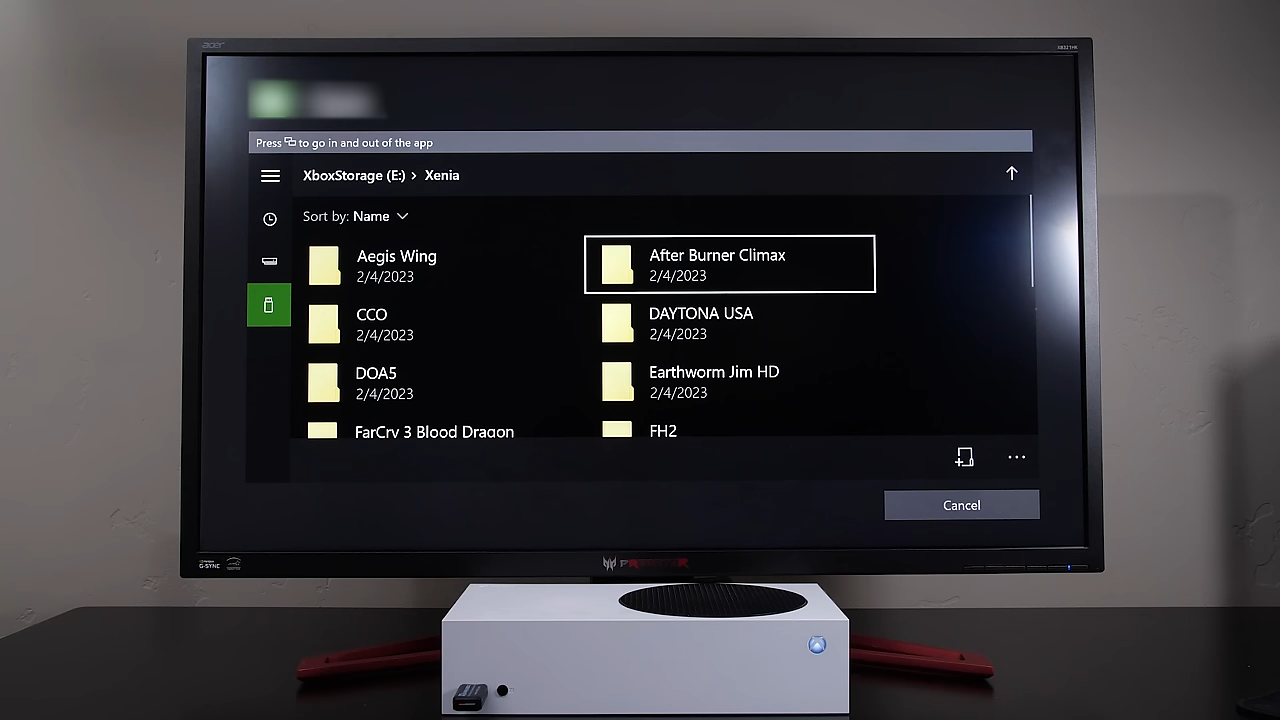 acer
XB321HK
Press to go in and out of the app
XboxStorage (E:) > Xenia
Sort by: Name
Aegis Wing
2/4/2023
After Burner Climax
2/4/2023
CCO
2/4/2023
DAYTONA USA
2/4/2023
DOA5
2/4/2023
Earthworm Jim HD
2/4/2023
FarCry 3 Blood Dragon
FH2
Cancel
G-SYNC
PREDATOR